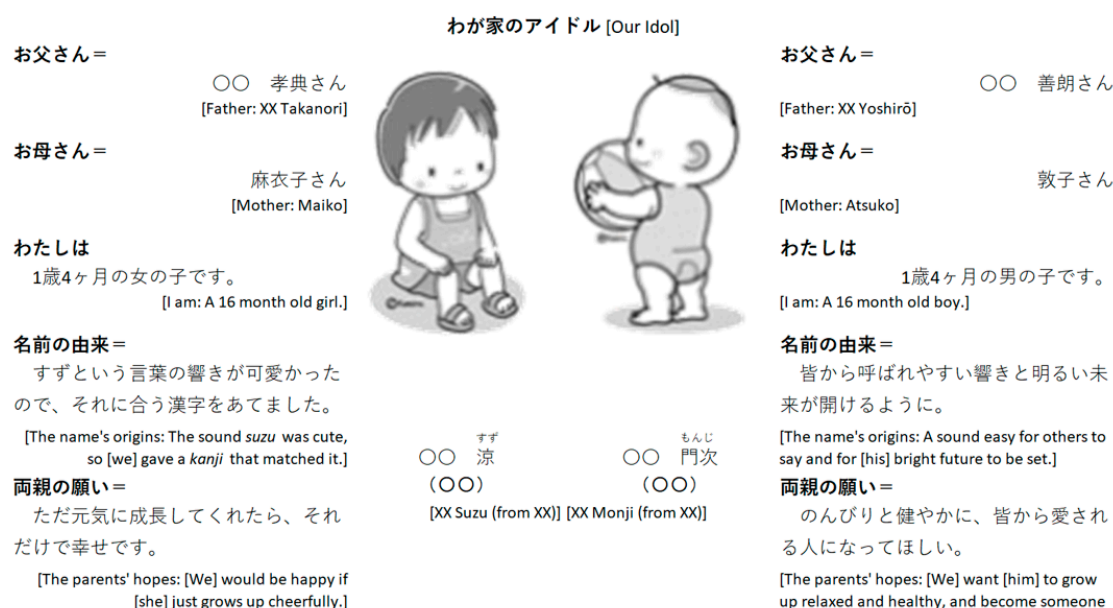 わが家のアイドル [Our Idol]
お父さん＝
〇〇　孝典さん
[Father: XX Takanori]
お母さん＝
麻衣子さん
[Mother: Maiko]
わたしは
1歳4ヶ月の女の子です。
[I am: A 16 month old girl.]
名前の由来＝
すずという言葉の響きが可愛かった
ので、それに合う漢字をあてました。
[The name's origins: The sound suzu was cute,
so [we] gave a kanji that matched it.]
両親の願い＝
ただ元気に成長してくれたら、それ
だけで幸せです。
[The parents' hopes: [We] would be happy if
[she] just grows up cheerfully.]
すず
〇〇　涼
（〇〇）
[XX Suzu (from XX)]
もんじ
〇〇　門次
（〇〇）
[XX Monji (from XX)]
お父さん＝
〇〇　善朗さん
[Father: XX Yoshirō]
お母さん＝
敦子さん
[Mother: Atsuko]
わたしは
1歳4ヶ月の男の子です。
[I am: A 16 month old boy.]
名前の由来＝
皆から呼ばれやすい響きと明るい未
来が開けるように。
[The name's origins: A sound easy for others to
say and for [his] bright future to be set.]
両親の願い＝
のんびりと健やかに、皆から愛され
る人になってほしい。
[The parents' hopes: [We] want [him] to grow
up relaxed and healthy, and become someone